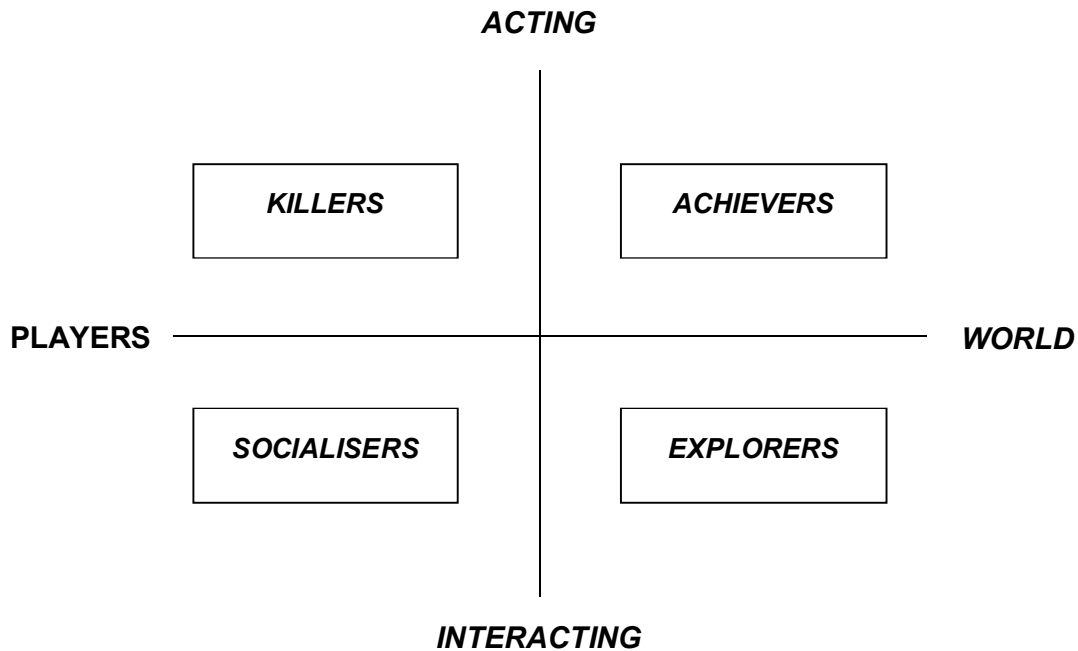 ACTING
KILLERS
ACHIEVERS
PLAYERS
WORLD
SOCIALISERS
EXPLORERS
INTERACTING